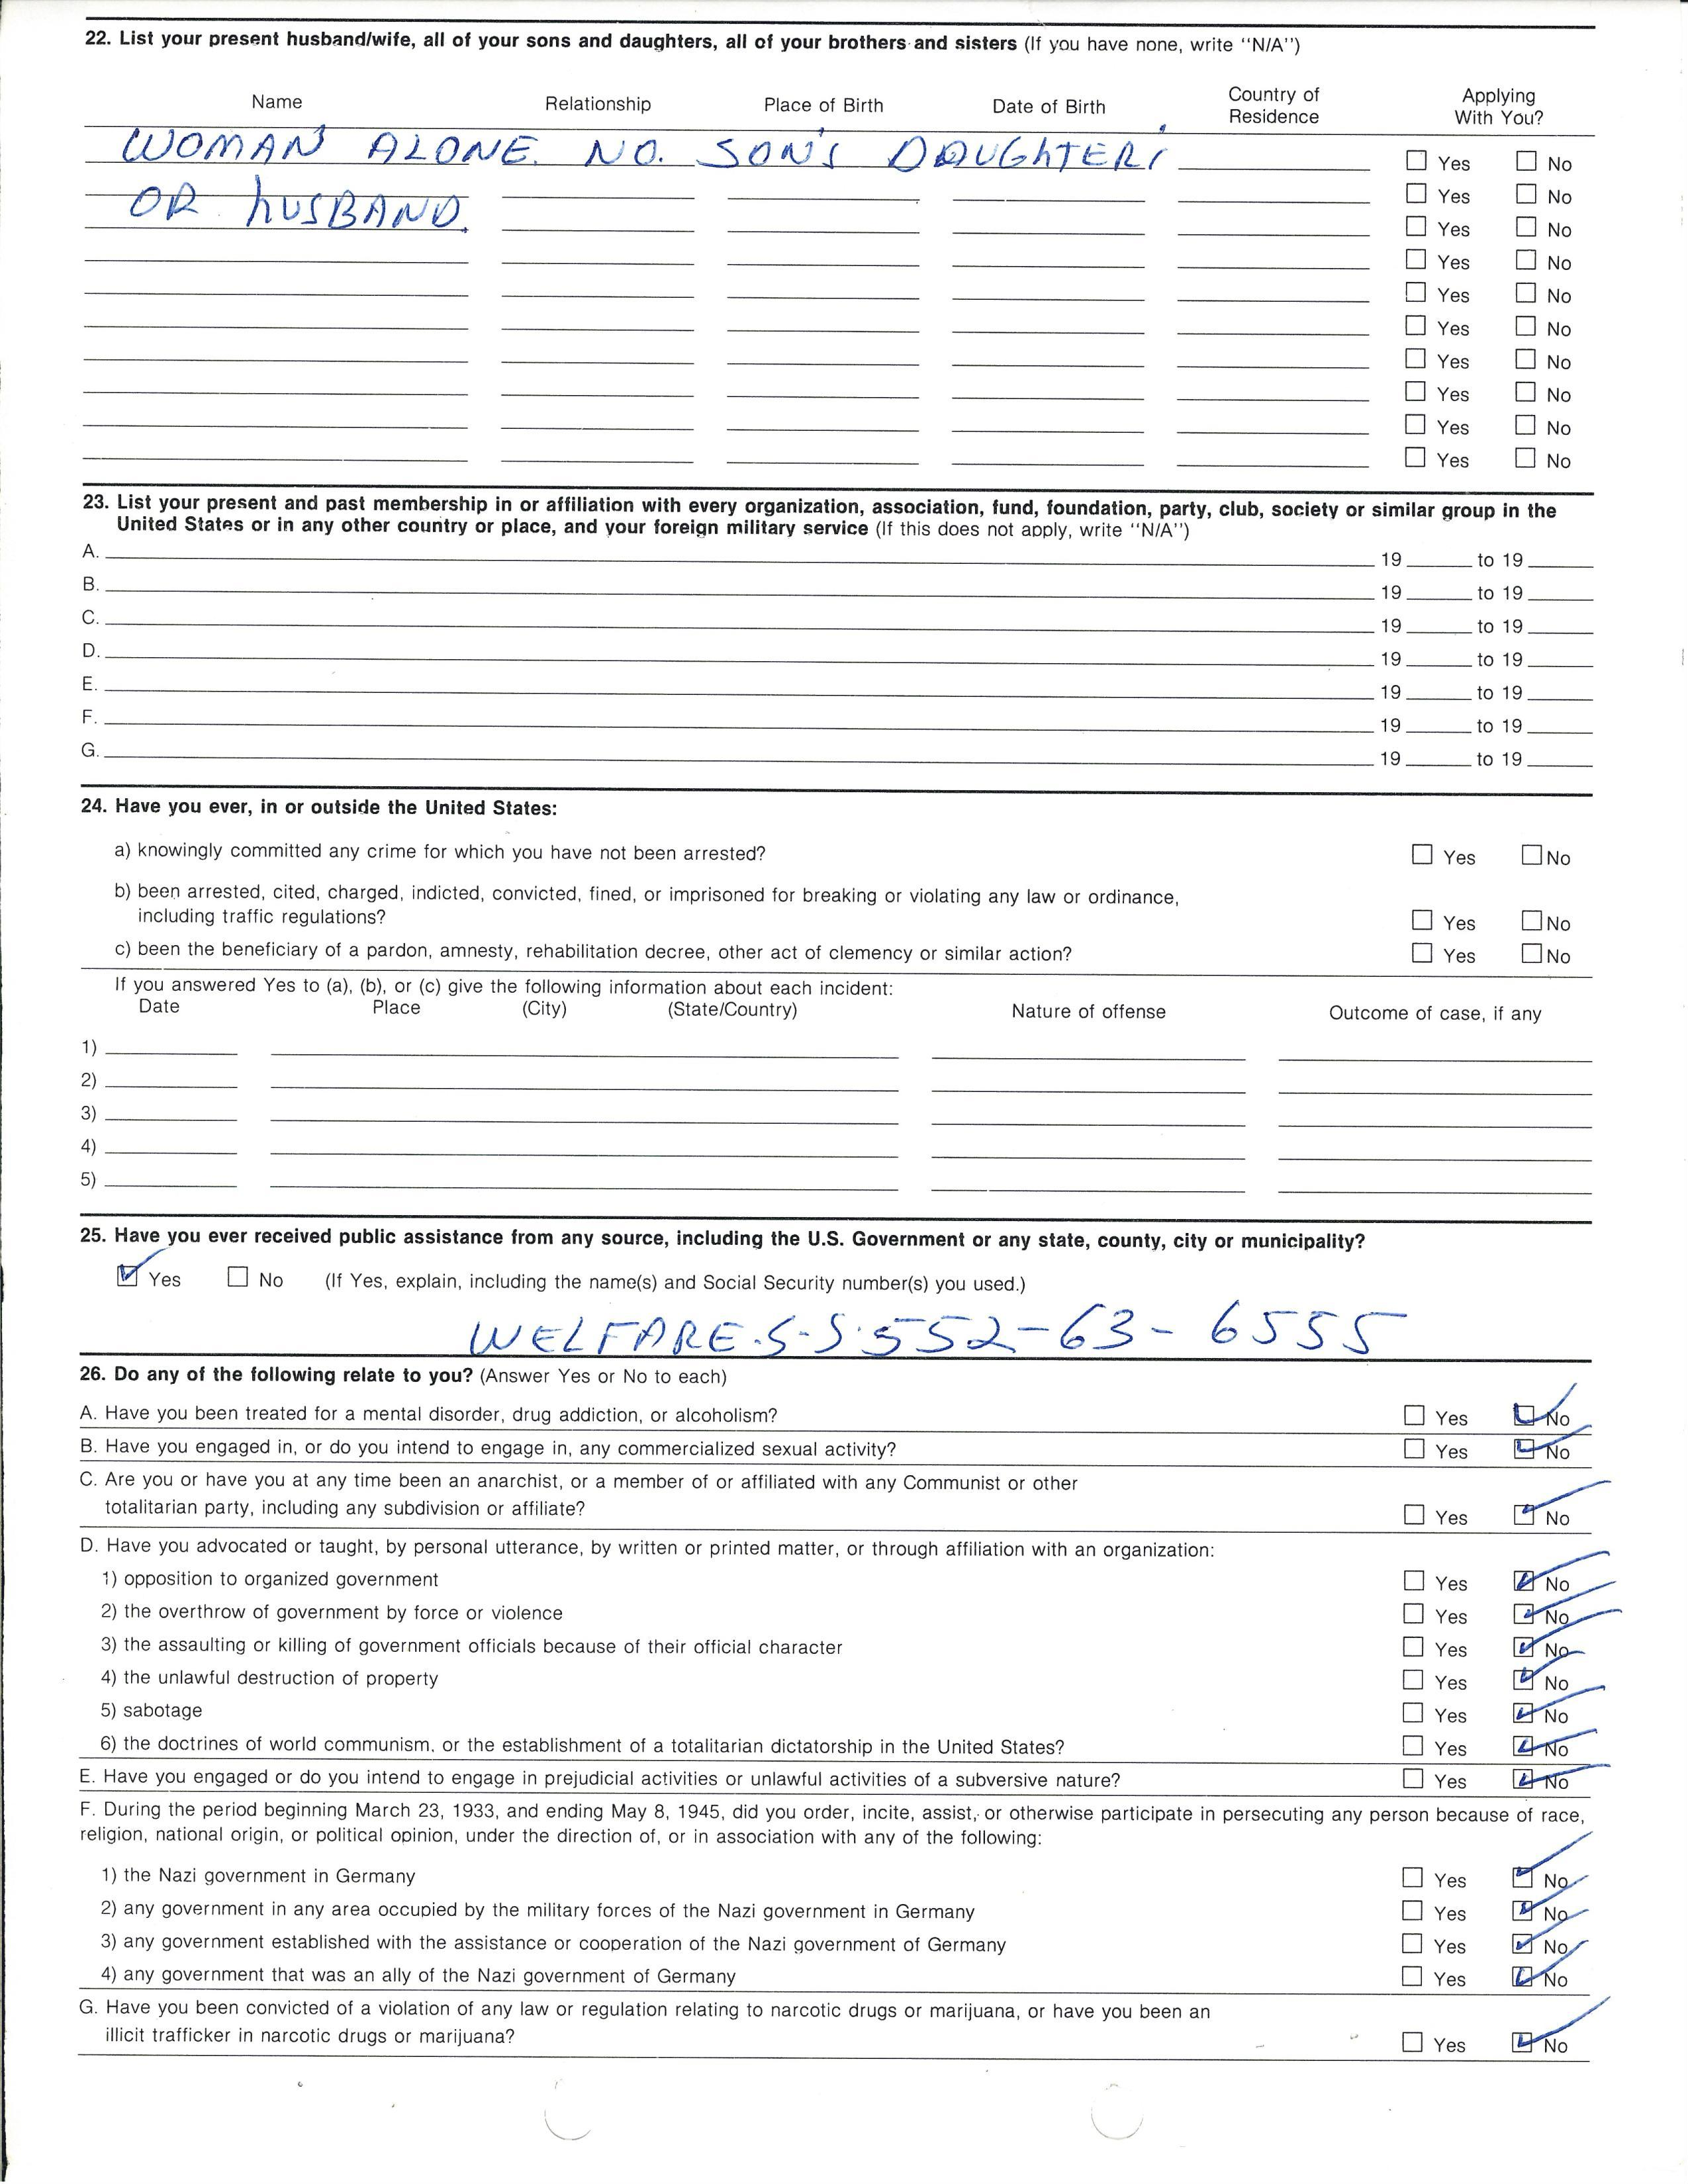 22. List your present husband/wife, all of your sons and daughters, all of your brothers and sisters (If you have none, write "N/A")
Name Relationship Place of Birth Date of Birth Country of Residence Applying With You?
WOMAN ALONE. NO. SON'S DAUGHTER'
☐ Yes ☐ No
OR HUSBAND.
☐ Yes ☐ No
☐ Yes ☐ No
☐ Yes ☐ No
☐ Yes ☐ No
☐ Yes ☐ No
☐ Yes ☐ No
☐ Yes ☐ No
☐ Yes ☐ No
☐ Yes ☐ No
23. List your present and past membership in or affiliation with every organization, association, fund, foundation, party, club, society or similar group in the
United States or in any other country or place, and your foreign military service (If this does not apply, write "N/A")
A. 19 to 19
B. 19 to 19
C. 19 to 19
D. 19 to 19
E. 19 to 19
F. 19 to 19
G. 19 to 19
24. Have you ever, in or outside the United States:
a) knowingly committed any crime for which you have not been arrested? ☐ Yes ☐ No
b) been arrested, cited, charged, indicted, convicted, fined, or imprisoned for breaking or violating any law or ordinance,
including traffic regulations? ☐ Yes ☐ No
c) been the beneficiary of a pardon, amnesty, rehabilitation decree, other act of clemency or similar action? ☐ Yes ☐ No
If you answered Yes to (a), (b), or (c) give the following information about each incident:
Date Place (City) (State/Country) Nature of offense Outcome of case, if any
1)
2)
3)
4)
5)
25. Have you ever received public assistance from any source, including the U.S. Government or any state, county, city or municipality?
☑ Yes ☐ No (If Yes, explain, including the name(s) and Social Security number(s) you used.)
WELFARE.S-S.552-63-6555
26. Do any of the following relate to you? (Answer Yes or No to each)
A. Have you been treated for a mental disorder, drug addiction, or alcoholism? ☐ Yes ☑ No
B. Have you engaged in, or do you intend to engage in, any commercialized sexual activity? ☐ Yes ☑ No
C. Are you or have you at any time been an anarchist, or a member of or affiliated with any Communist or other
totalitarian party, including any subdivision or affiliate? ☐ Yes ☑ No
D. Have you advocated or taught, by personal utterance, by written or printed matter, or through affiliation with an organization:
1) opposition to organized government ☐ Yes ☑ No
2) the overthrow of government by force or violence ☐ Yes ☑ No
3) the assaulting or killing of government officials because of their official character ☐ Yes ☑ No
4) the unlawful destruction of property ☐ Yes ☑ No
5) sabotage ☐ Yes ☑ No
6) the doctrines of world communism, or the establishment of a totalitarian dictatorship in the United States? ☐ Yes ☑ No
E. Have you engaged or do you intend to engage in prejudicial activities or unlawful activities of a subversive nature? ☐ Yes ☑ No
F. During the period beginning March 23, 1933, and ending May 8, 1945, did you order, incite, assist, or otherwise participate in persecuting any person because of race,
religion, national origin, or political opinion, under the direction of, or in association with any of the following:
1) the Nazi government in Germany ☐ Yes ☑ No
2) any government in any area occupied by the military forces of the Nazi government in Germany ☐ Yes ☑ No
3) any government established with the assistance or cooperation of the Nazi government of Germany ☐ Yes ☑ No
4) any government that was an ally of the Nazi government of Germany ☐ Yes ☑ No
G. Have you been convicted of a violation of any law or regulation relating to narcotic drugs or marijuana, or have you been an
illicit trafficker in narcotic drugs or marijuana? ☐ Yes ☑ No